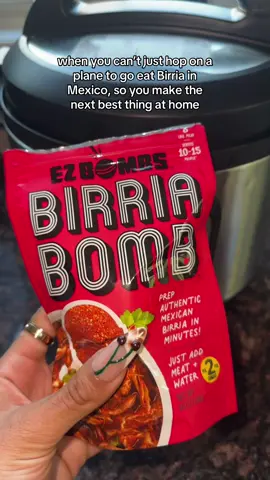 when you can't just hop on a
plane to go eat Birria in
Mexico, so you make the
next best thing at home
EZ BOMBS
10-15
BIRRIA
BOMB
PREP
AUTHENTIC
MEXICAN
BIRRIA IN
MINUTES!
JUST ADD
MEAT +
WATER
2